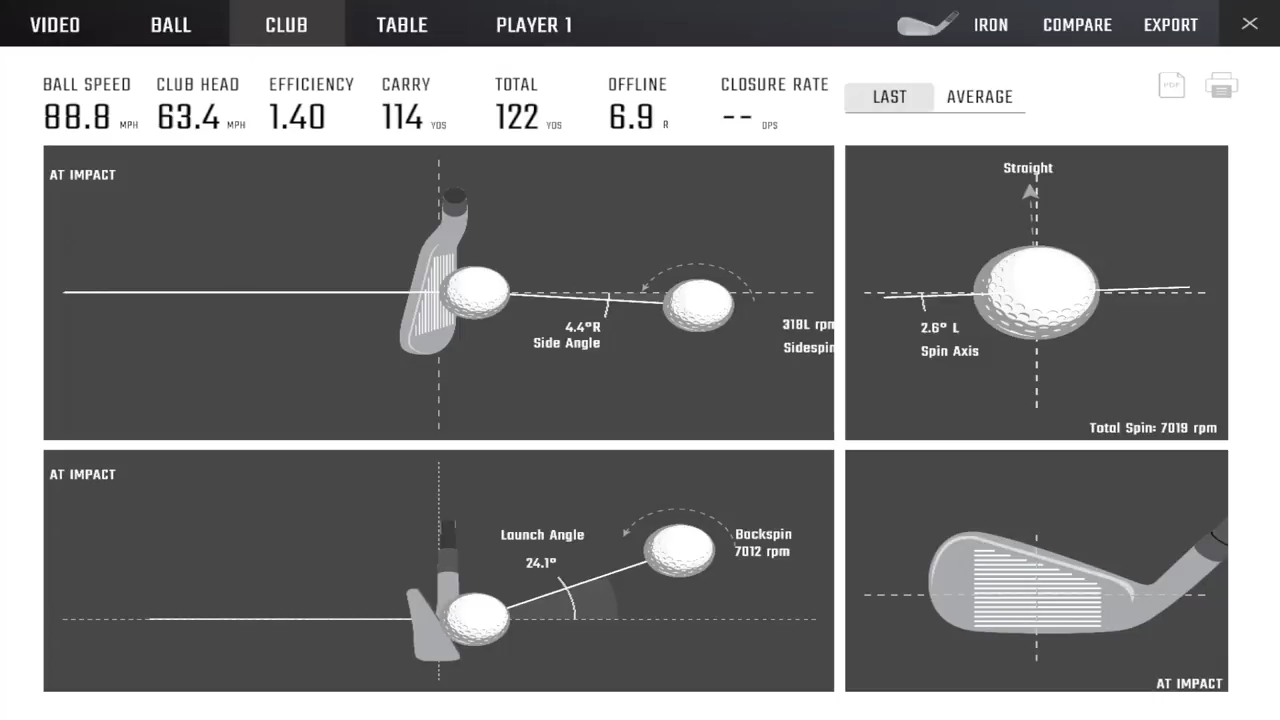 VIDEO BALL CLUB TABLE PLAYER 1 IRON COMPARE EXPORT
BALL SPEED CLUB HEAD EFFICIENCY CARRY TOTAL OFFLINE CLOSURE RATE
88.8 MPH 63.4 MPH 1.40 114 YDS 122 YDS 6.9 R -- DPS
LAST AVERAGE
PDF
AT IMPACT
4.4°R
Side Angle
318L rpm
Sidespin
Straight
2.6° L
Spin Axis
Total Spin: 7019 rpm
AT IMPACT
Launch Angle
24.1°
Backspin
7012 rpm
AT IMPACT